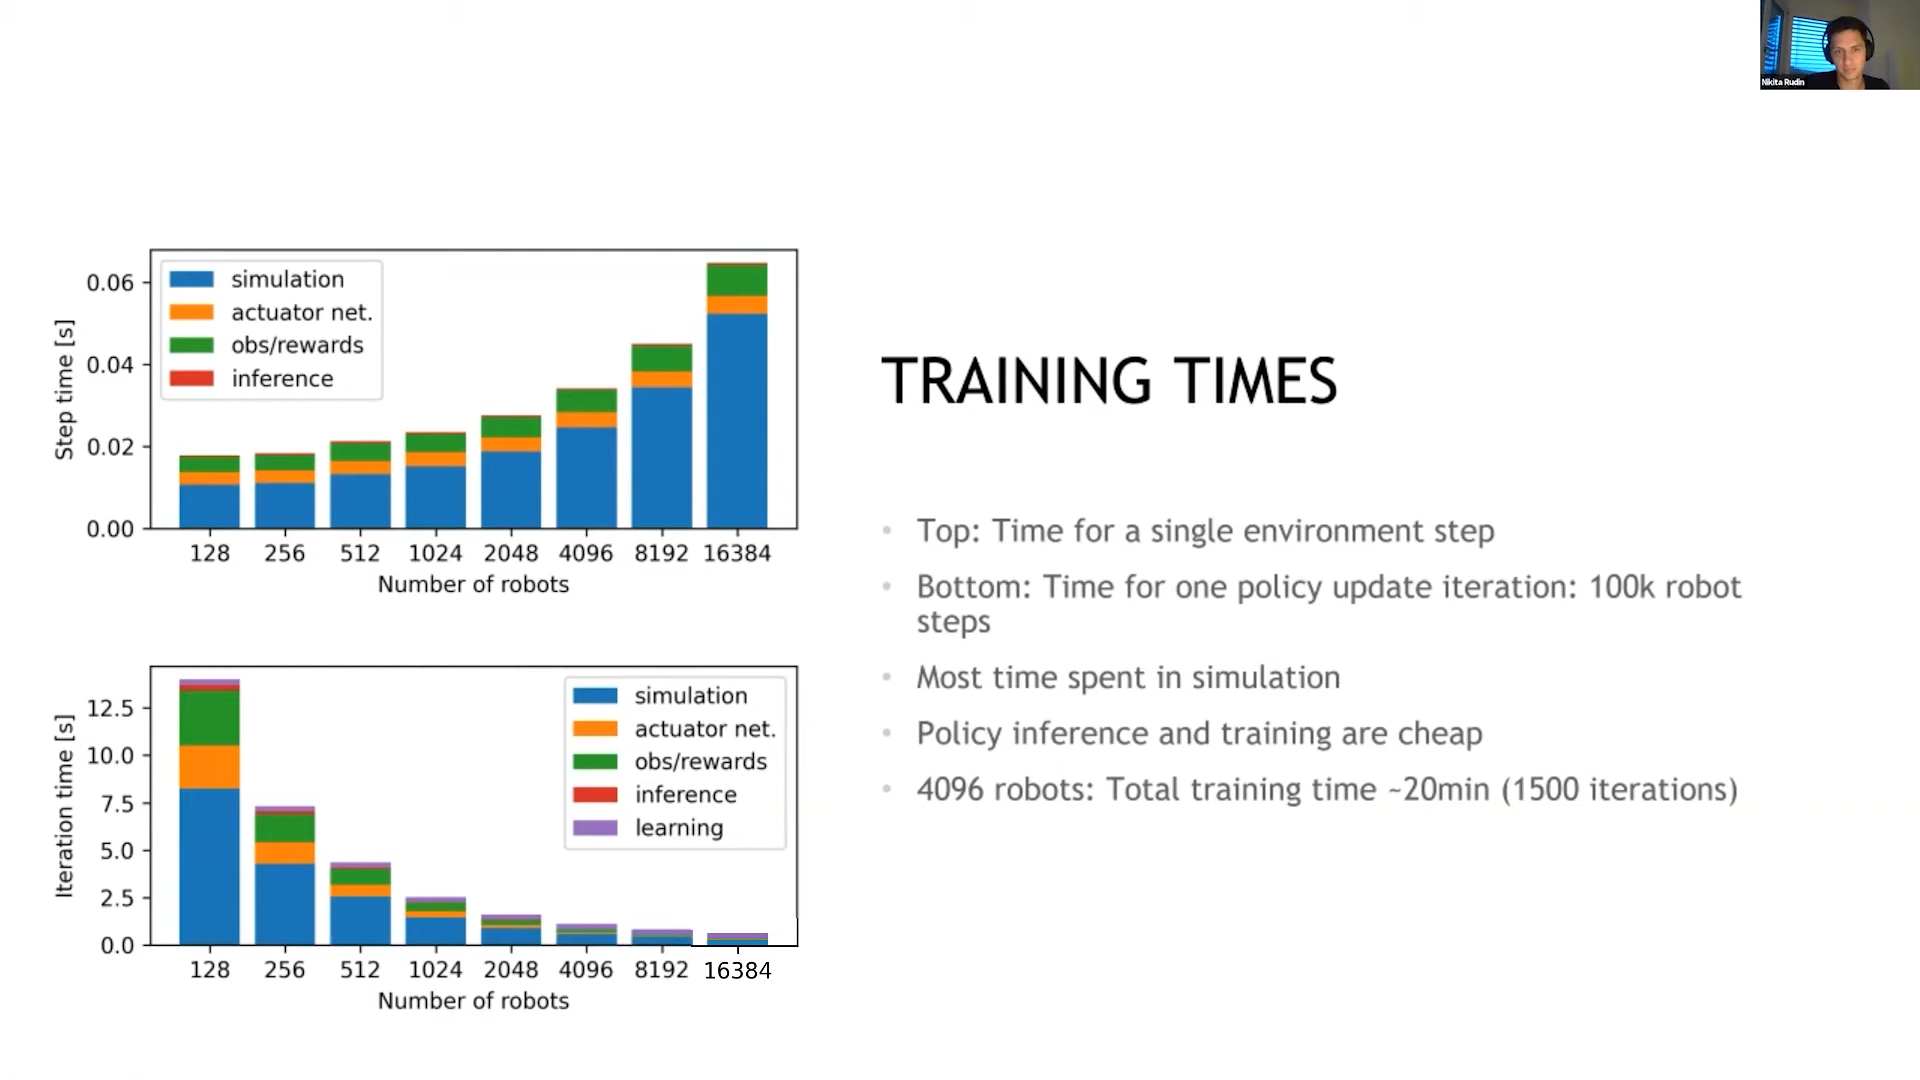 Nikita Rudin
0.06
0.04
0.02
0.00
Step time [s]
simulation
actuator net.
obs/rewards
inference
128 256 512 1024 2048 4096 8192 16384
Number of robots
12.5
10.0
7.5
5.0
2.5
0.0
Iteration time [s]
simulation
actuator net.
obs/rewards
inference
learning
128 256 512 1024 2048 4096 8192 16384
Number of robots
TRAINING TIMES
• Top: Time for a single environment step
• Bottom: Time for one policy update iteration: 100k robot
steps
• Most time spent in simulation
• Policy inference and training are cheap
• 4096 robots: Total training time ~20min (1500 iterations)